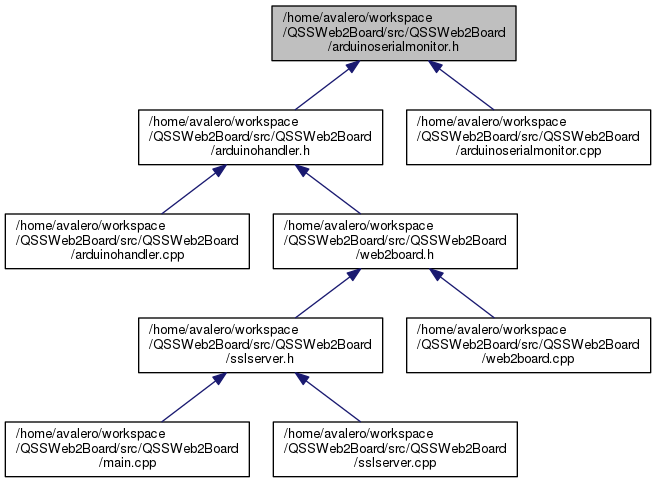 /home/avalero/workspace
/QSSWeb2Board/src/QSSWeb2Board
/arduinoserialmonitor.h
/home/avalero/workspace
/QSSWeb2Board/src/QSSWeb2Board
/arduinohandler.h
/home/avalero/workspace
/QSSWeb2Board/src/QSSWeb2Board
/arduinoserialmonitor.cpp
/home/avalero/workspace
/QSSWeb2Board/src/QSSWeb2Board
/arduinohandler.cpp
/home/avalero/workspace
/QSSWeb2Board/src/QSSWeb2Board
/web2board.h
/home/avalero/workspace
/QSSWeb2Board/src/QSSWeb2Board
/sslserver.h
/home/avalero/workspace
/QSSWeb2Board/src/QSSWeb2Board
/web2board.cpp
/home/avalero/workspace
/QSSWeb2Board/src/QSSWeb2Board
/main.cpp
/home/avalero/workspace
/QSSWeb2Board/src/QSSWeb2Board
/sslserver.cpp